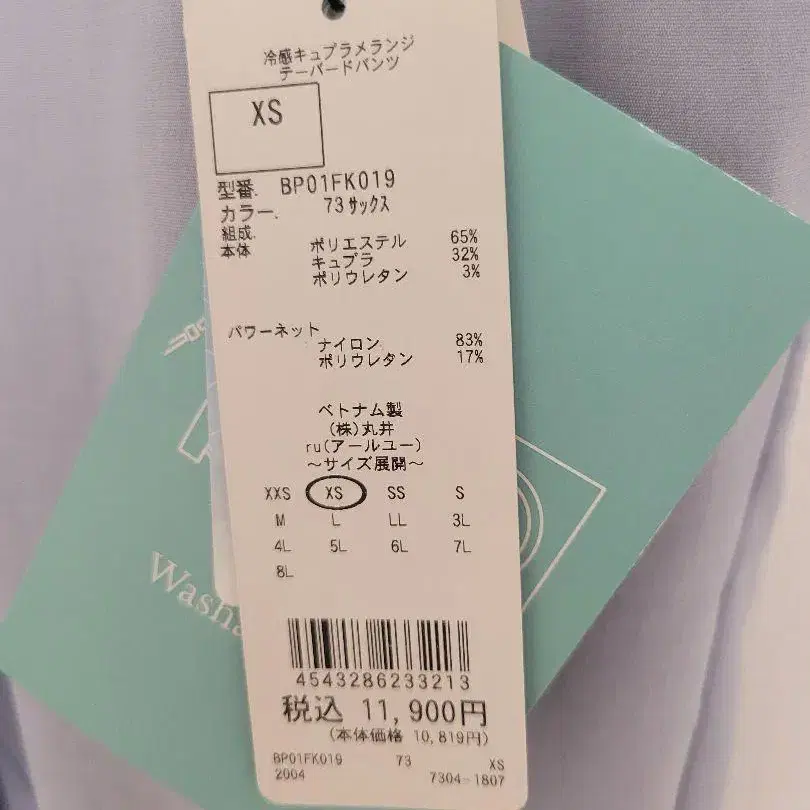 冷感キュプラメランジ
テーパードパンツ
XS
型番. BP01FK019
カラー. 73サックス
組成.
本体 ポリエステル 65%
キュプラ 32%
ポリウレタン 3%
パワーネット
ナイロン 83%
ポリウレタン 17%
ベトナム製
(株)丸井
ru(アールユー)
〜サイズ展開〜
XXS XS SS S
M L LL 3L
4L 5L 6L 7L
8L
4543286233213
税込 11,900円
(本体価格 10,819円)
BP01FK019 73 XS
2004 7304-1807